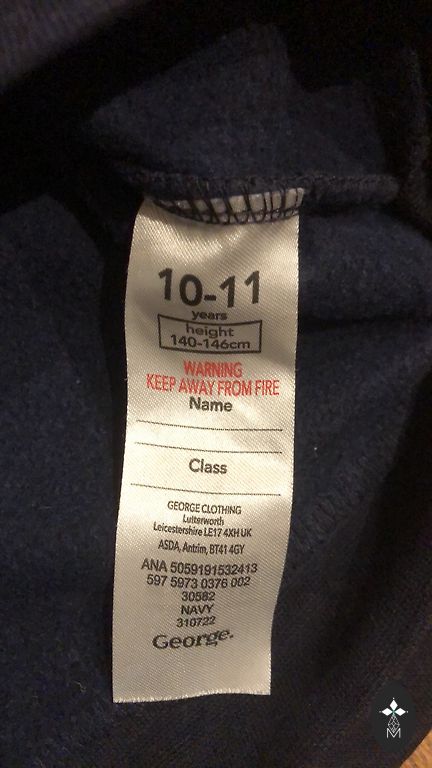 10-11
years
height
140-146cm
WARNING
KEEP AWAY FROM FIRE
Name
Class
GEORGE CLOTHING
Lutterworth
Leicestershire LE17 4XH UK
ASDA, Antrim, BT41 4GY
ANA 5059191532413
597 5973 0376 002
30582
NAVY
310722
George.
M